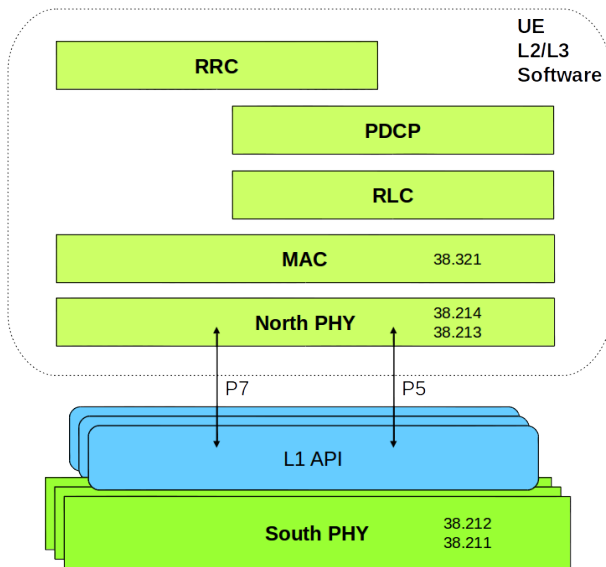 UE
L2/L3
Software
RRC
PDCP
RLC
MAC 38.321
North PHY 38.214
38.213
P7 P5
L1 API
South PHY 38.212
38.211